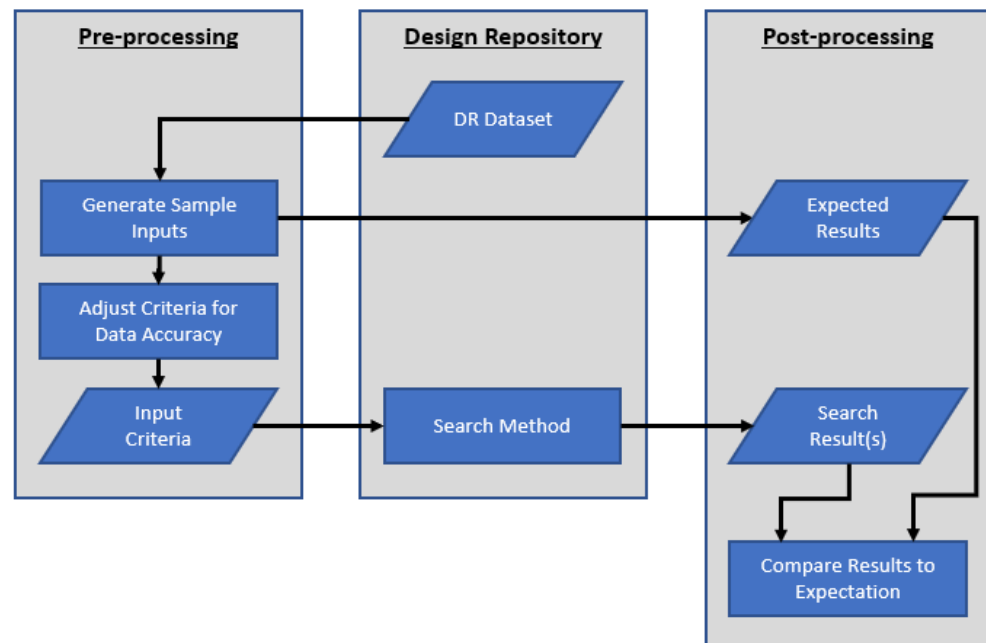 Pre-processing
Design Repository
Post-processing
DR Dataset
Generate Sample
Inputs
Expected
Results
Adjust Criteria for
Data Accuracy
Input
Criteria
Search Method
Search
Result(s)
Compare Results to
Expectation